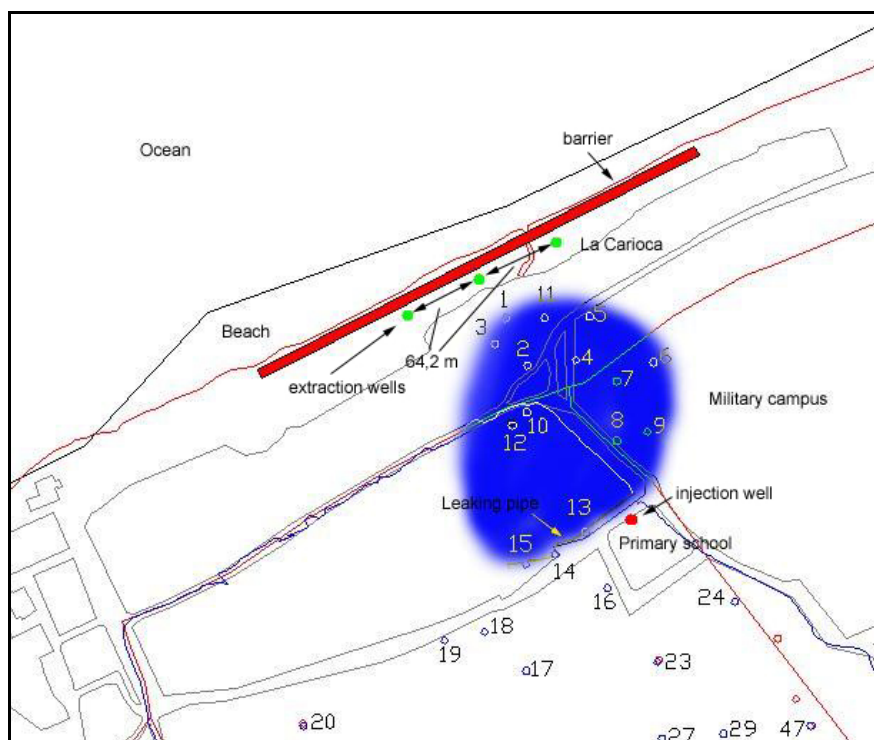 barrier
Ocean
La Carioca
1
11
5
Beach
3
64,2 m
2
4
6
extraction wells
7
Military campus
10
8
9
12
Leaking pipe
injection well
13
15
Primary school
14
16
24
18
19
17
23
20
27
29
47